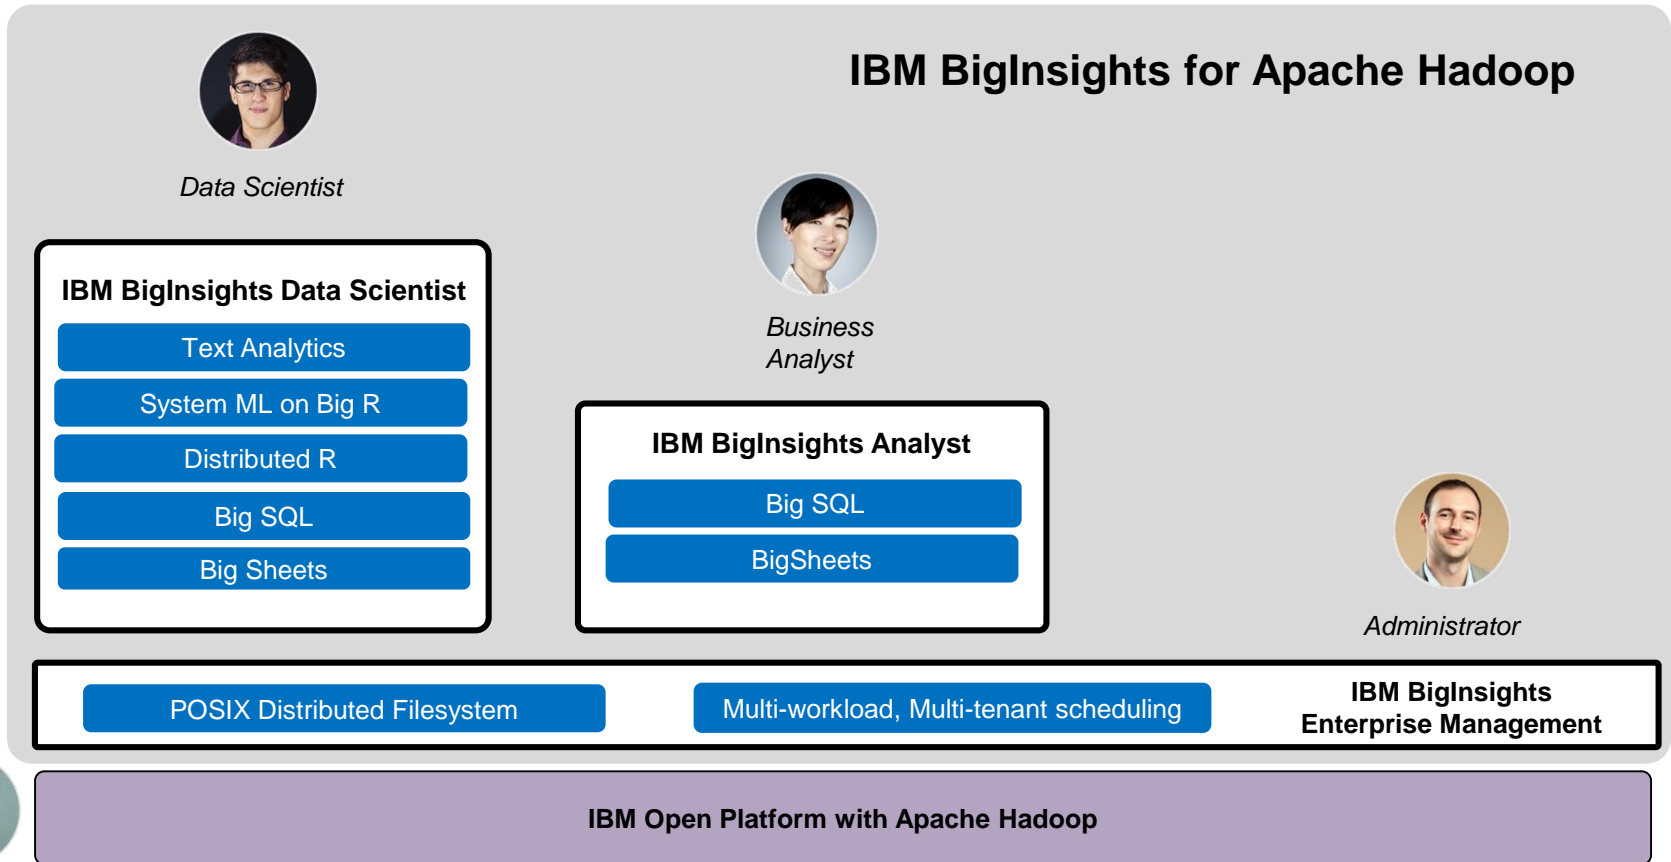 IBM BigInsights for Apache Hadoop
Data Scientist
IBM BigInsights Data Scientist
Text Analytics
System ML on Big R
Distributed R
Big SQL
Big Sheets
Business
Analyst
IBM BigInsights Analyst
Big SQL
BigSheets
Administrator
POSIX Distributed Filesystem
Multi-workload, Multi-tenant scheduling
IBM BigInsights
Enterprise Management
IBM Open Platform with Apache Hadoop